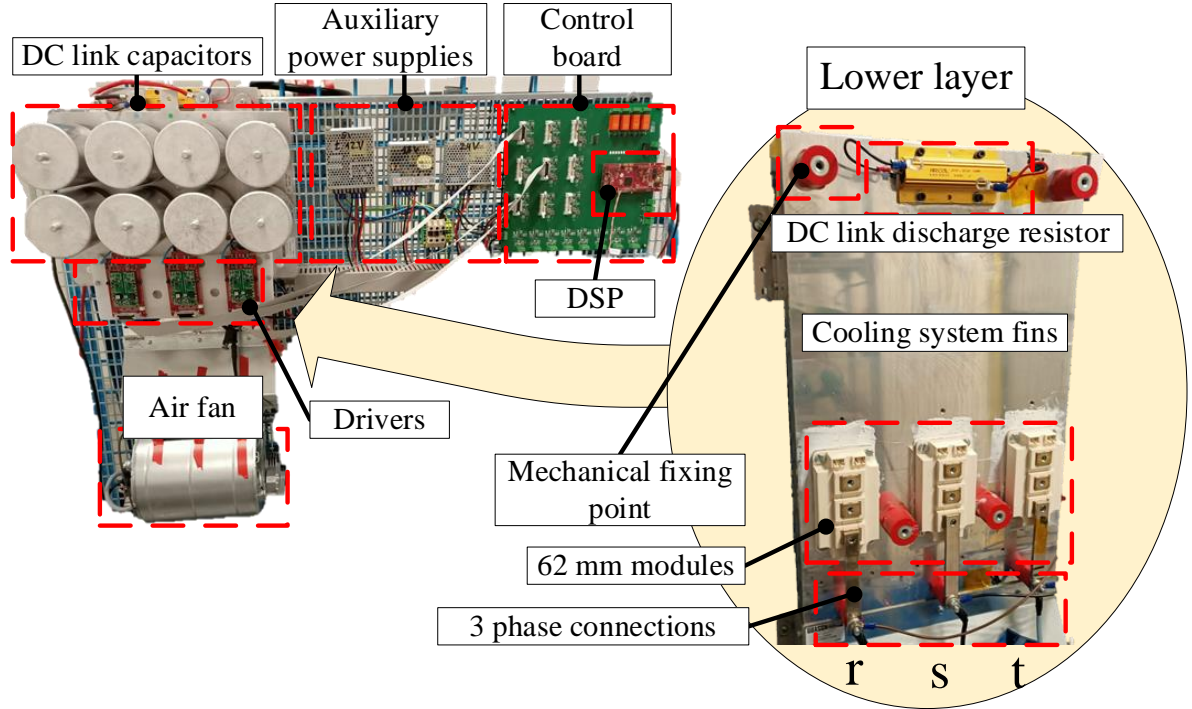 DC link capacitors
Auxiliary
power supplies
Control
board
Lower layer
12V
DC link discharge resistor
DSP
Cooling system fins
Air fan
Drivers
Mechanical fixing
point
62 mm modules
3 phase connections
r s t